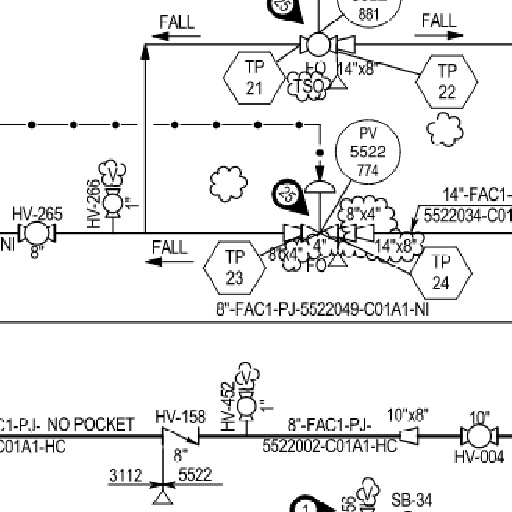 881
FALL
FALL
FO
14"x8"
TP
21
TSO
TP
22
PV
5522
774
HV-266
V
1"
HV-265
8"
NI
8"x4"
14"-FAC1-
5522034-C01
FALL
TP
23
8"x4"
4"
FO
14"x8"
TP
24
8"-FAC1-PJ-5522049-C01A1-NI
HV-452
V
1"
C1-PJ- NO POCKET
C01A1-HC
HV-158
8"
8"-FAC1-PJ-
5522002-C01A1-HC
10"x8"
10"
HV-004
3112
5522
1
56
V
SB-34